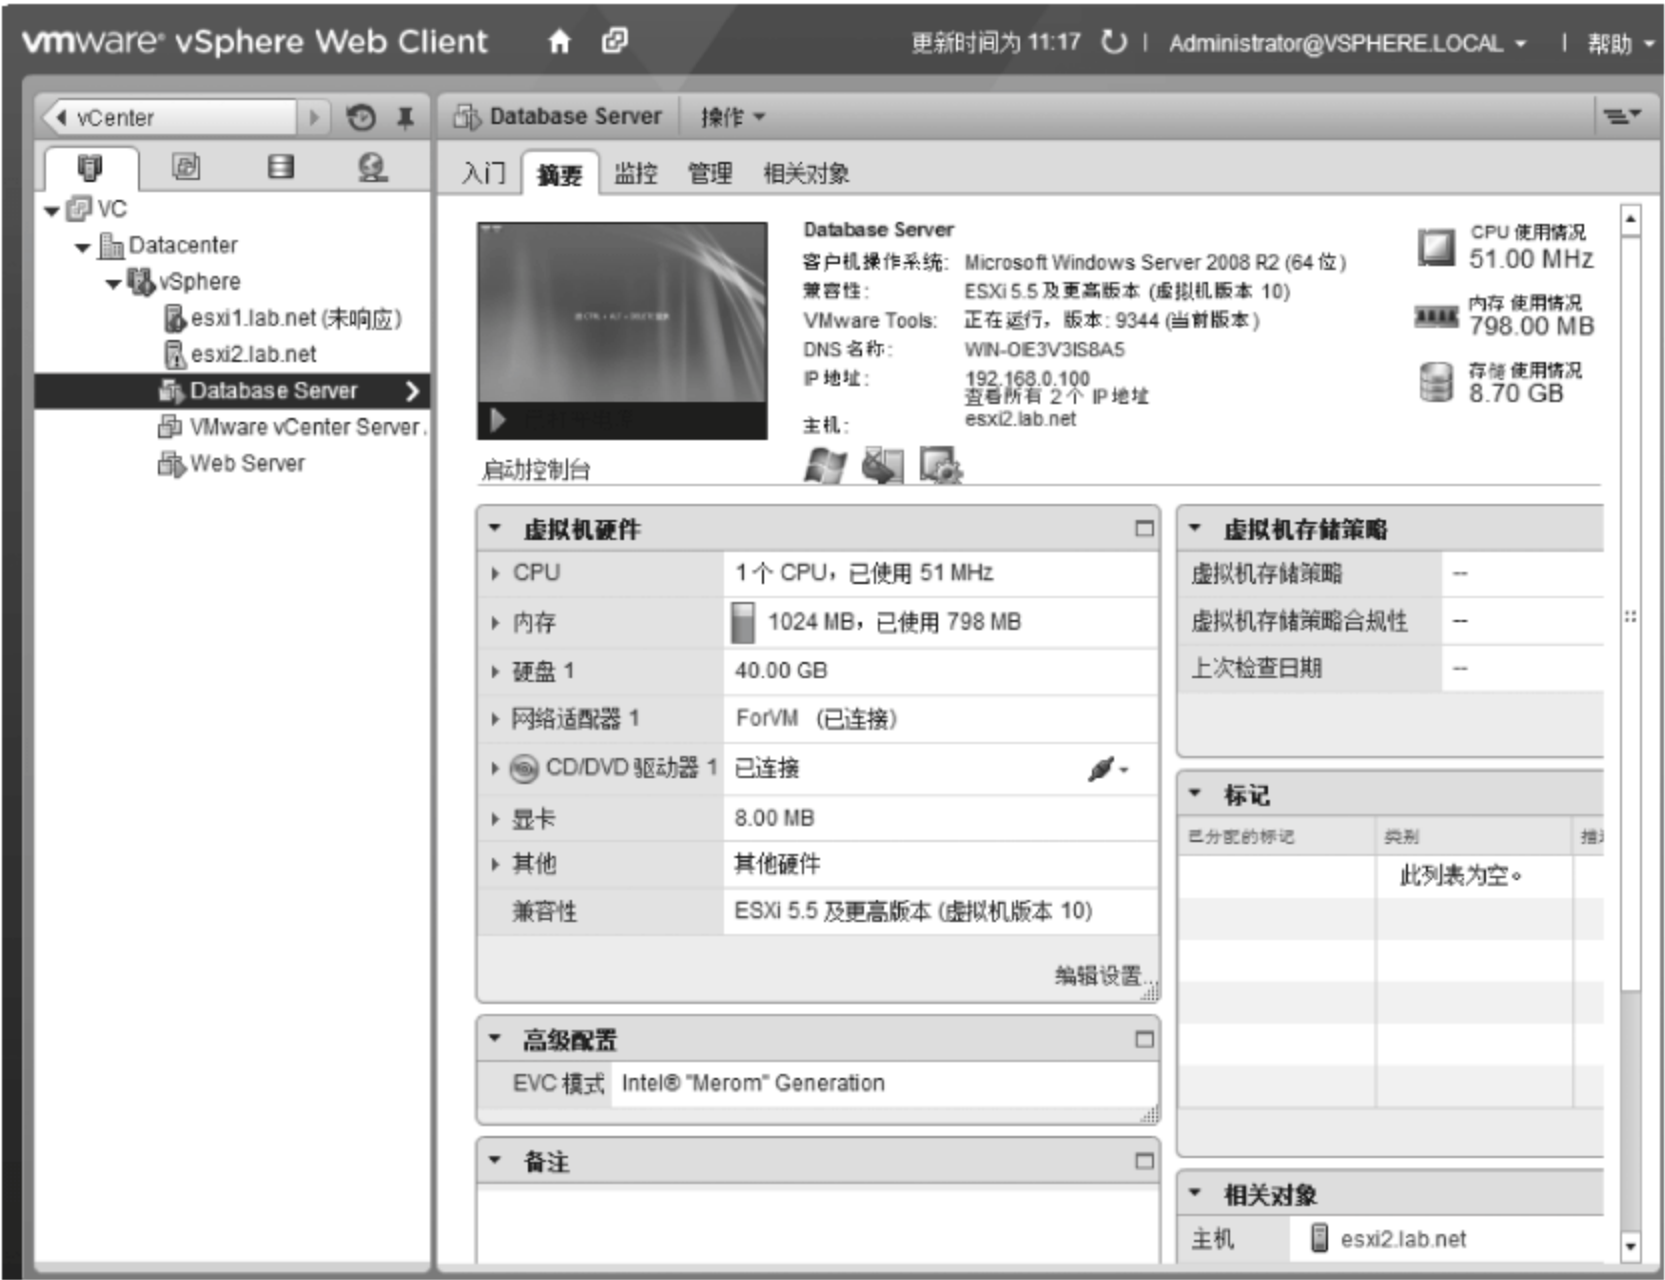 vmware® vSphere Web Client
更新时间为 11:17 | Administrator@VSPHERE.LOCAL | 帮助
vCenter
VC
Datacenter
vSphere
esxi1.lab.net (未响应)
esxi2.lab.net
Database Server
VMware vCenter Server.
Web Server
Database Server 操作
入门 摘要 监控 管理 相关对象
启动控制台
Database Server
客户机操作系统: Microsoft Windows Server 2008 R2 (64 位)
兼容性: ESXi 5.5 及更高版本 (虚拟机版本 10)
VMware Tools: 正在运行，版本: 9344 (当前版本)
DNS 名称: WIN-OIE3V3IS8A5
IP 地址: 192.168.0.100
查看所有 2 个 IP 地址
主机: esxi2.lab.net
CPU 使用情况
51.00 MHz
内存 使用情况
798.00 MB
存储 使用情况
8.70 GB
虚拟机硬件
CPU 1 个 CPU，已使用 51 MHz
内存 1024 MB，已使用 798 MB
硬盘 1 40.00 GB
网络适配器 1 ForVM (已连接)
CD/DVD 驱动器 1 已连接
显卡 8.00 MB
其他 其他硬件
兼容性 ESXi 5.5 及更高版本 (虚拟机版本 10)
编辑设置...
高级配置
EVC 模式 Intel® "Merom" Generation
备注
虚拟机存储策略
虚拟机存储策略 --
虚拟机存储策略合规性 --
上次检查日期 --
标记
已分配的标记 类别
此列表为空。
相关对象
主机 esxi2.lab.net